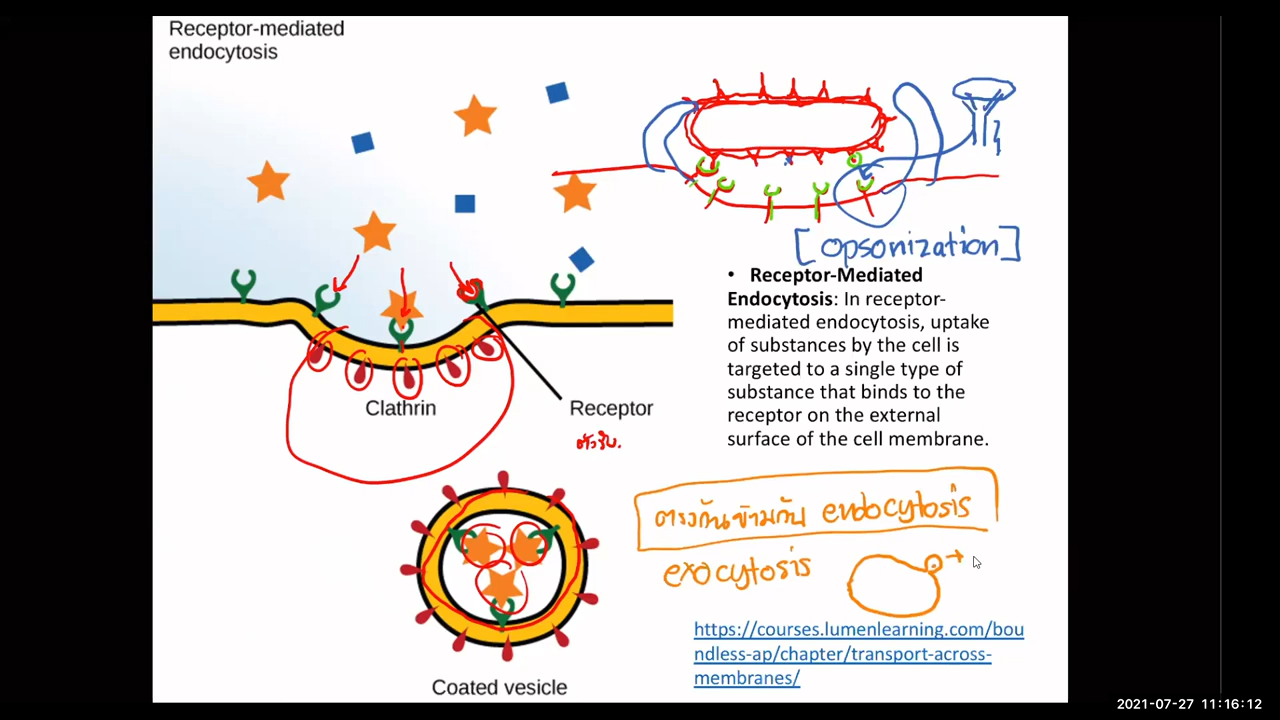 Receptor-mediated
endocytosis
[opsonization]
• Receptor-Mediated
Endocytosis: In receptor-
mediated endocytosis, uptake
of substances by the cell is
targeted to a single type of
substance that binds to the
receptor on the external
surface of the cell membrane.
Clathrin
Receptor
ตัวรับ.
Coated vesicle
ตรงกันข้ามกับ endocytosis
exocytosis
https://courses.lumenlearning.com/bou
ndless-ap/chapter/transport-across-
membranes/
2021-07-27 11:16:12